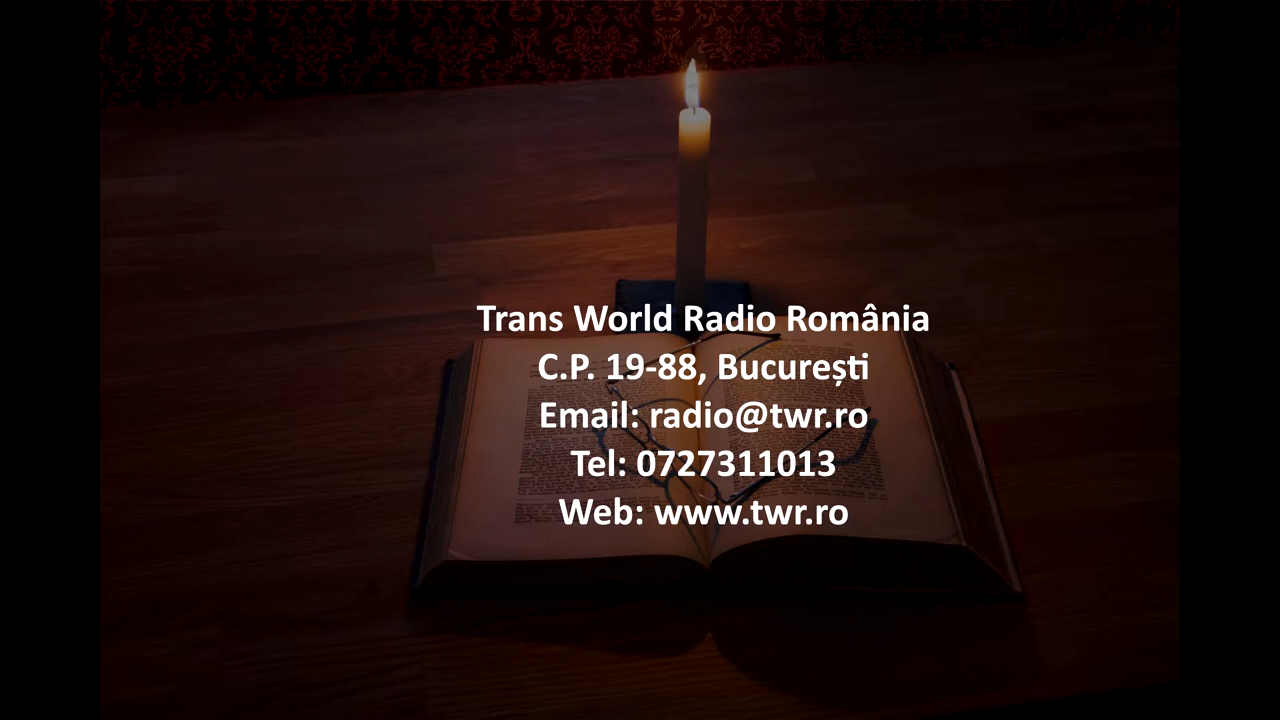 Trans World Radio România
C.P. 19-88, București
Email: radio@twr.ro
Tel: 0727311013
Web: www.twr.ro